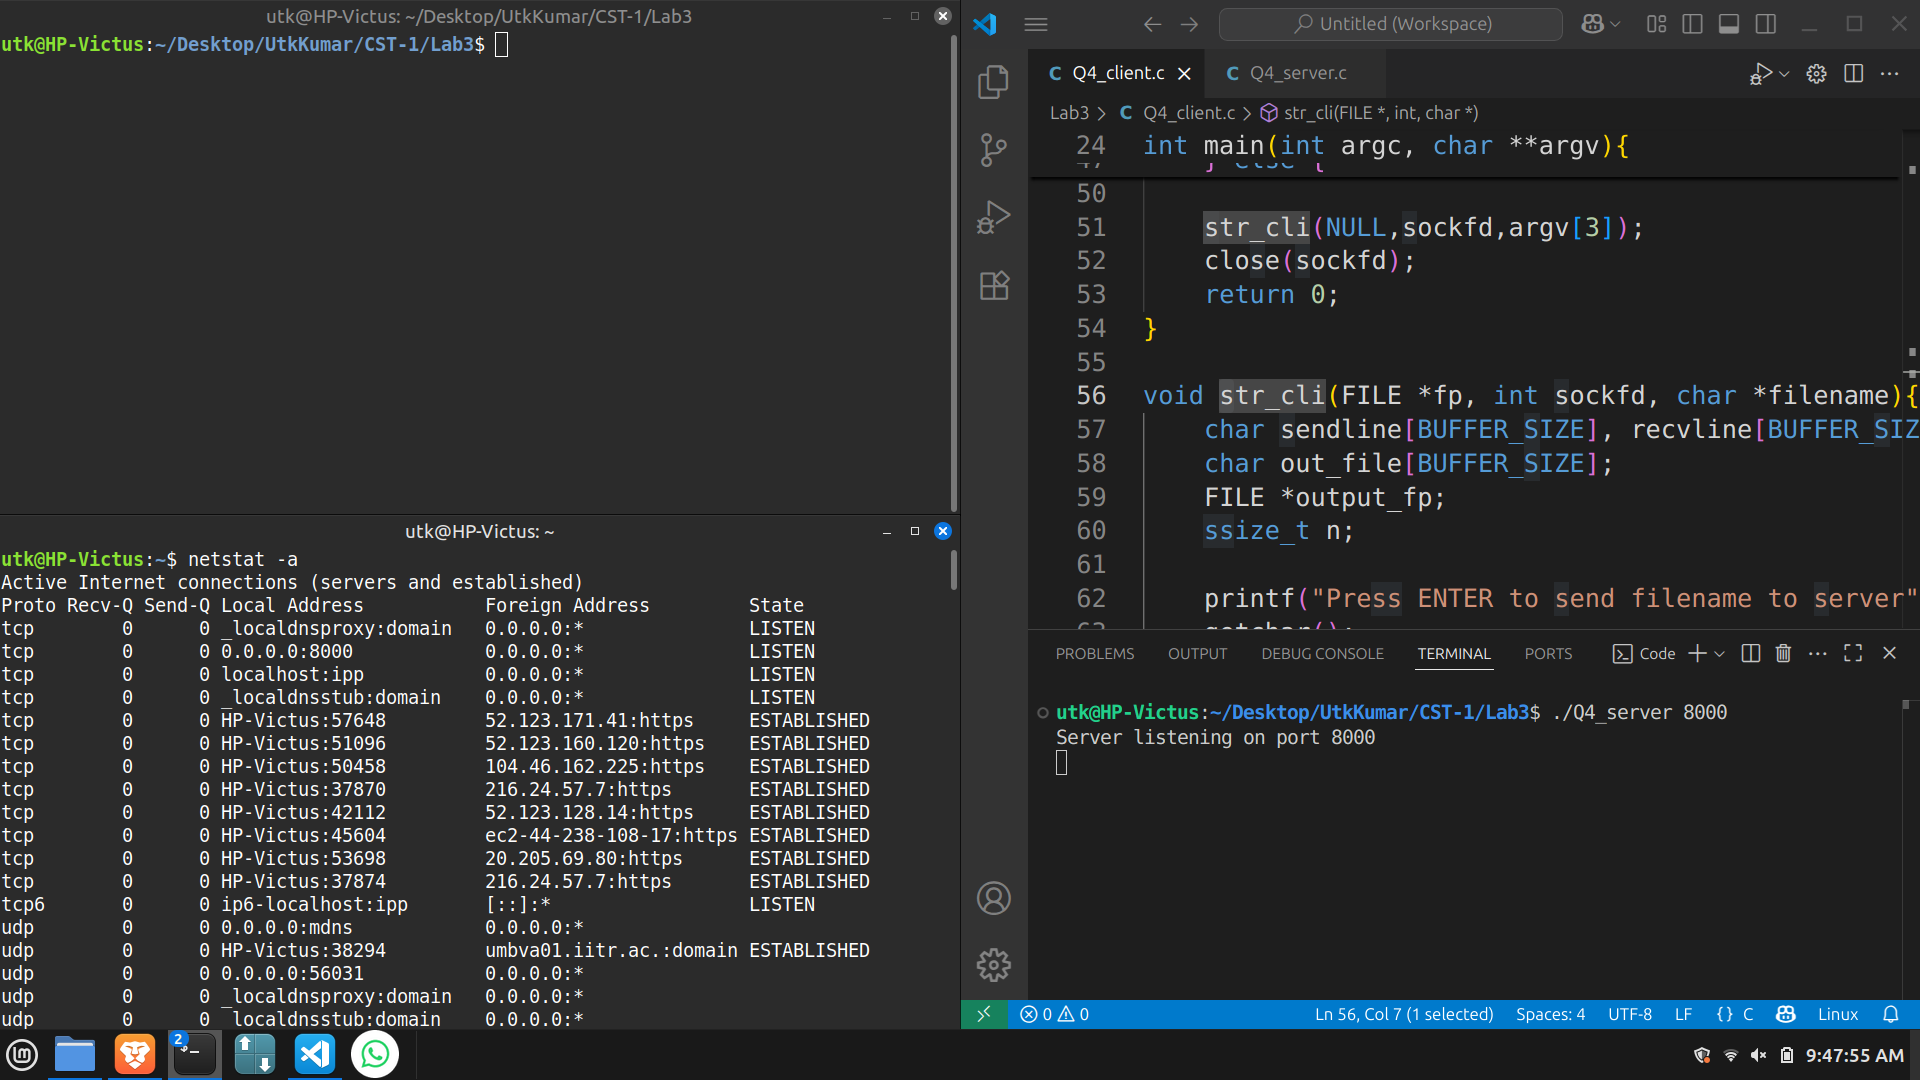 utk@HP-Victus: ~/Desktop/UtkKumar/CST-1/Lab3
utk@HP-Victus:~/Desktop/UtkKumar/CST-1/Lab3$
utk@HP-Victus: ~
utk@HP-Victus:~$ netstat -a
Active Internet connections (servers and established)
Proto Recv-Q Send-Q Local Address           Foreign Address         State
tcp        0      0 _localdnsproxy:domain   0.0.0.0:*               LISTEN
tcp        0      0 0.0.0.0:8000            0.0.0.0:*               LISTEN
tcp        0      0 localhost:ipp           0.0.0.0:*               LISTEN
tcp        0      0 _localdnsstub:domain    0.0.0.0:*               LISTEN
tcp        0      0 HP-Victus:57648         52.123.171.41:https     ESTABLISHED
tcp        0      0 HP-Victus:51096         52.123.160.120:https    ESTABLISHED
tcp        0      0 HP-Victus:50458         104.46.162.225:https    ESTABLISHED
tcp        0      0 HP-Victus:37870         216.24.57.7:https       ESTABLISHED
tcp        0      0 HP-Victus:42112         52.123.128.14:https     ESTABLISHED
tcp        0      0 HP-Victus:45604         ec2-44-238-108-17:https ESTABLISHED
tcp        0      0 HP-Victus:53698         20.205.69.80:https      ESTABLISHED
tcp        0      0 HP-Victus:37874         216.24.57.7:https       ESTABLISHED
tcp6       0      0 ip6-localhost:ipp       [::]:*                  LISTEN
udp        0      0 0.0.0.0:mdns            0.0.0.0:*
udp        0      0 HP-Victus:38294         umbva01.iitr.ac.:domain ESTABLISHED
udp        0      0 0.0.0.0:56031           0.0.0.0:*
udp        0      0 _localdnsproxy:domain   0.0.0.0:*
udp        0      0 _localdnsstub:domain    0.0.0.0:*
Untitled (Workspace)
C Q4_client.c
C Q4_server.c
Lab3 > C Q4_client.c > str_cli(FILE *, int, char *)
24 int main(int argc, char **argv){
47 } else {
50
51 str_cli(NULL,sockfd,argv[3]);
52 close(sockfd);
53 return 0;
54 }
55
56 void str_cli(FILE *fp, int sockfd, char *filename){
57 char sendline[BUFFER_SIZE], recvline[BUFFER_SIZ
58 char out_file[BUFFER_SIZE];
59 FILE *output_fp;
60 ssize_t n;
61
62 printf("Press ENTER to send filename to server"
63 getchar();
PROBLEMS OUTPUT DEBUG CONSOLE TERMINAL PORTS Code
utk@HP-Victus:~/Desktop/UtkKumar/CST-1/Lab3$ ./Q4_server 8000
Server listening on port 8000
0 0 Ln 56, Col 7 (1 selected) Spaces: 4 UTF-8 LF {} C Linux
2
9:47:55 AM